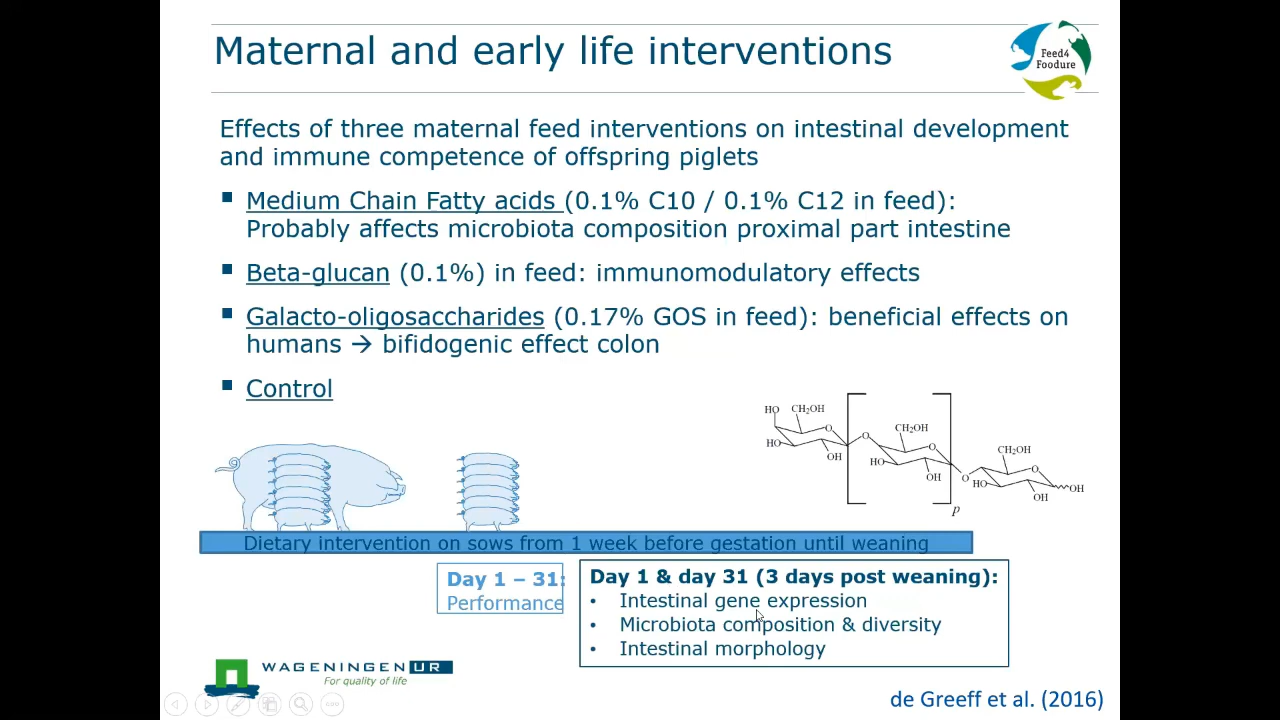 Maternal and early life interventions
Feed4
Foodure
Effects of three maternal feed interventions on intestinal development
and immune competence of offspring piglets
▪ Medium Chain Fatty acids (0.1% C10 / 0.1% C12 in feed):
Probably affects microbiota composition proximal part intestine
▪ Beta-glucan (0.1%) in feed: immunomodulatory effects
▪ Galacto-oligosaccharides (0.17% GOS in feed): beneficial effects on
humans → bifidogenic effect colon
▪ Control
HO CH₂OH
O
HO
OH
O
CH₂OH
O
HO
OH
O
CH₂OH
O
HO
OH
OH
p
Dietary intervention on sows from 1 week before gestation until weaning
Day 1 – 31:
Performance
Day 1 & day 31 (3 days post weaning):
• Intestinal gene expression
• Microbiota composition & diversity
• Intestinal morphology
WAGENINGEN UR
For quality of life
de Greeff et al. (2016)